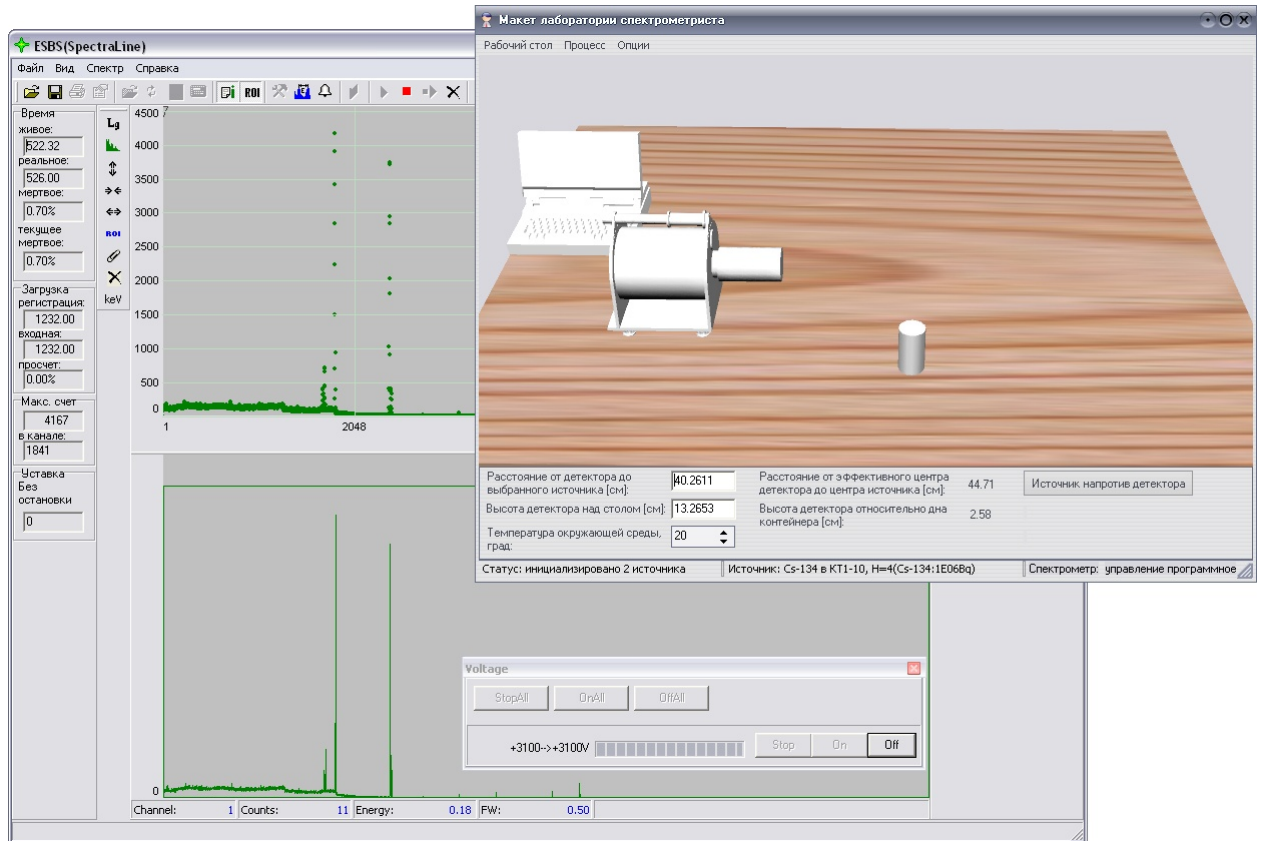 Макет лаборатории спектрометриста
Рабочий стол Процесс Опции
ESBS(SpectraLine)
Файл Вид Спектр Справка
ROI
Время
живое:
522.32
реальное:
526.00
мертвое:
0.70%
текущее
мертвое:
0.70%
Загрузка
регистрация:
1232.00
входная:
1232.00
просчет:
0.00%
Макс. счет
4167
в канале:
1841
Уставка
Без
остановки
0
Lg
ROI
keV
4500
4000
3500
3000
2500
2000
1500
1000
500
0
1 2048
Расстояние от детектора до
выбранного источника [см]:
40.2611
Расстояние от эффективного центра
детектора до центра источника [см]:
44.71
Источник напротив детектора
Высота детектора над столом [см]:
13.2653
Высота детектора относительно дна
контейнера [см]:
2.58
Температура окружающей среды,
град:
20
Статус: инициализировано 2 источника
Источник: Cs-134 в КТ1-10, H=4(Cs-134:1E06Bq)
Спектрометр: управление программное
Voltage
StopAll OnAll OffAll
+3100-->+3100V
Stop On Off
0
Channel: 1 Counts: 11 Energy: 0.18 FW: 0.50